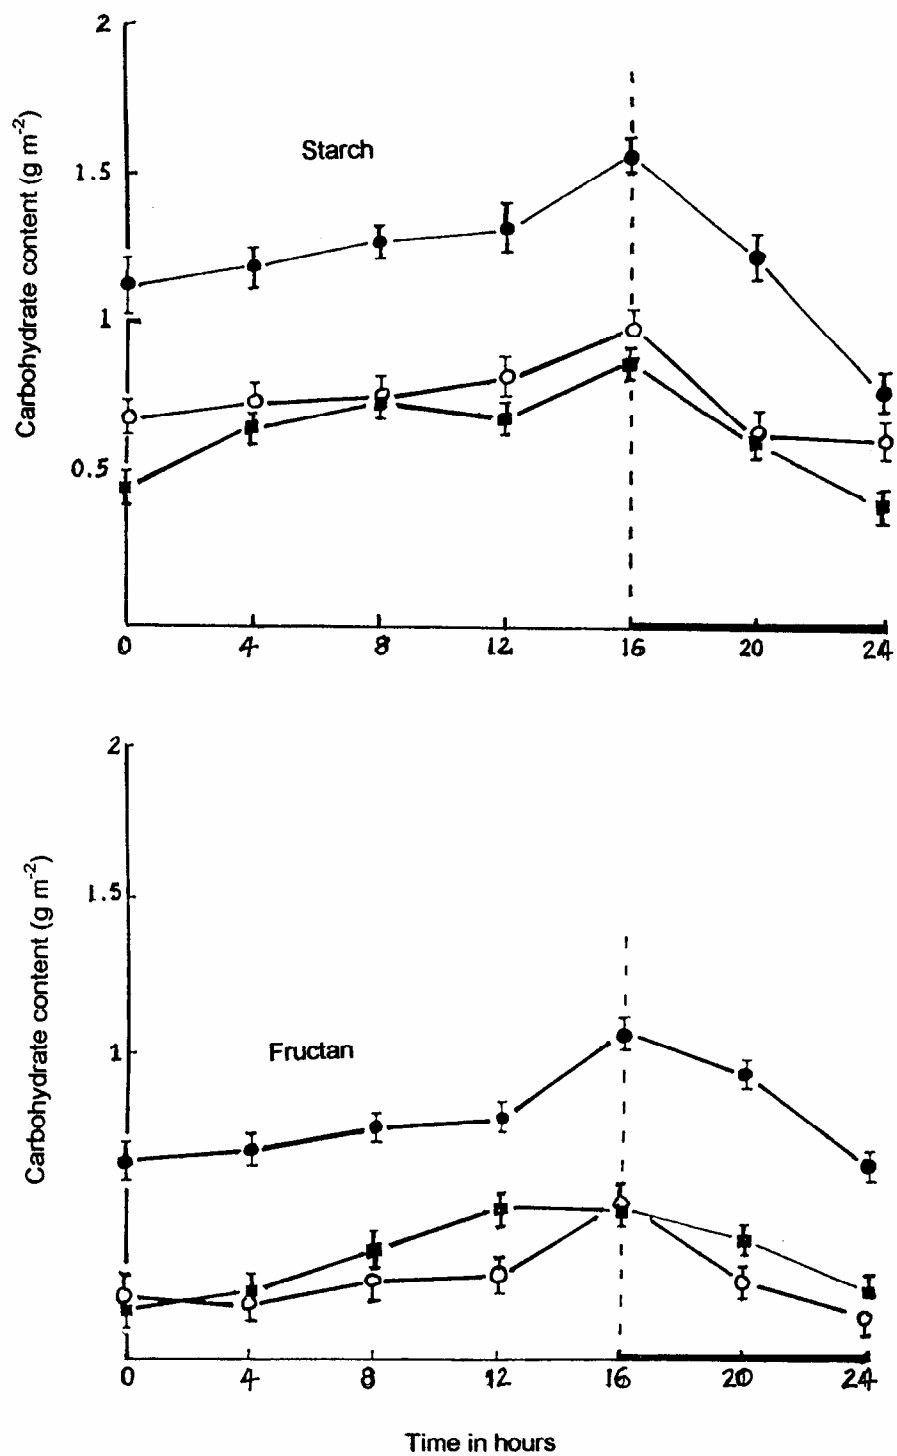 2
Carbohydrate content (g m-2)
Starch
1.5
1
0.5
0 4 8 12 16 20 24
2
Carbohydrate content (g m-2)
1.5
Fructan
1
0 4 8 12 16 20 24
Time in hours